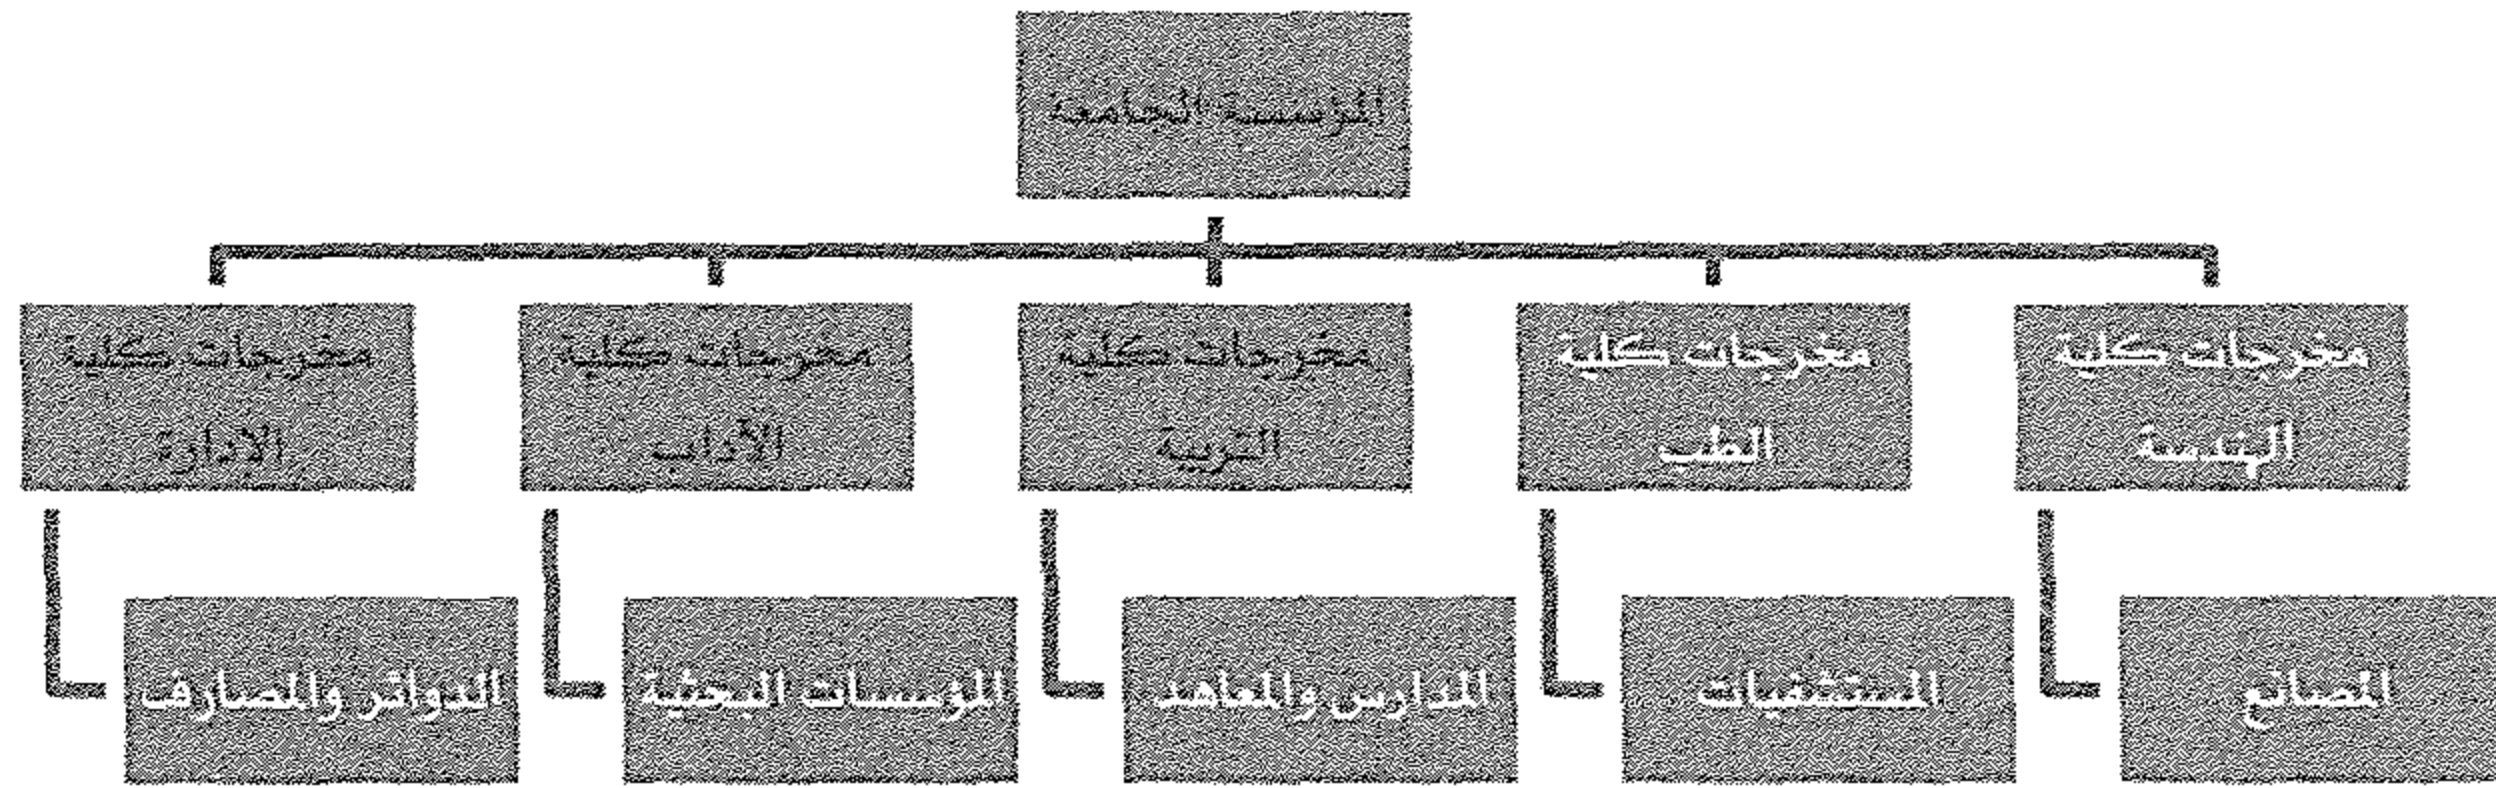 المؤسسة الجامعة
مخرجات كلية
الهندسة
مخرجات كلية
الطب
مخرجات كلية
التربية
مخرجات كلية
الآداب
مخرجات كلية
الادارة
المصانع
المستشفيات
المدارس والمعاهد
المؤسسات البحثية
الدوائر والمصارف